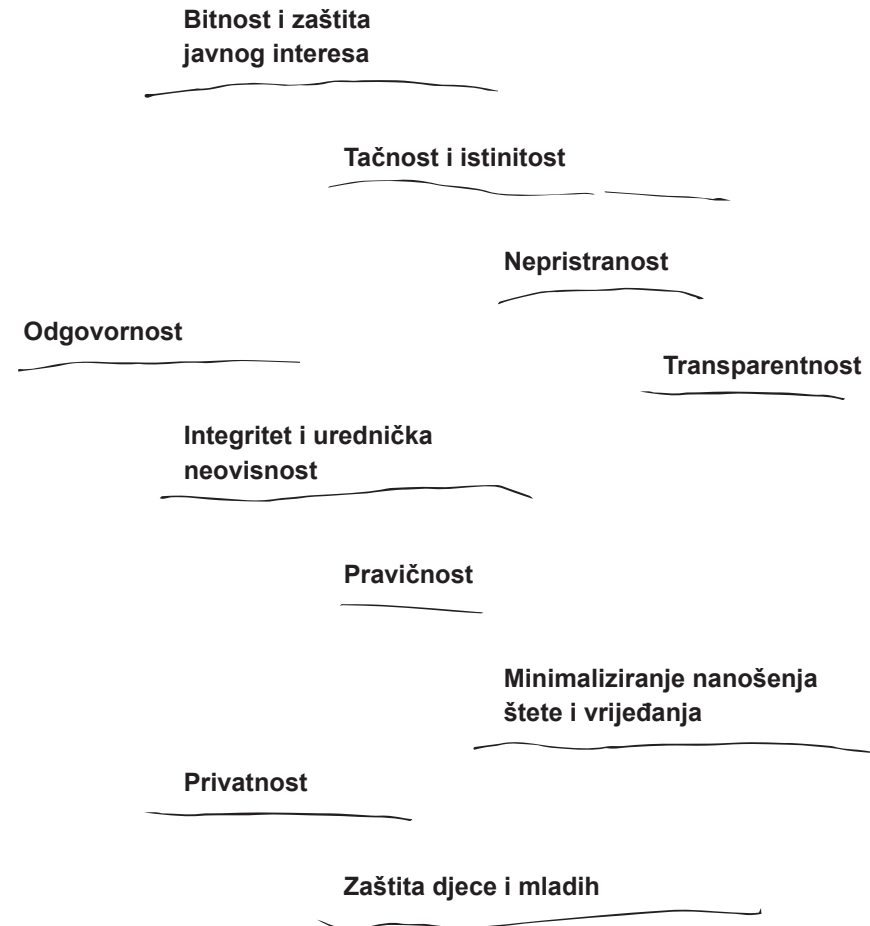 Bitnost i zaštita
javnog interesa
Tačnost i istinitost
Nepristranost
Odgovornost
Transparentnost
Integritet i urednička
neovisnost
Pravičnost
Minimaliziranje nanošenja
štete i vrijeđanja
Privatnost
Zaštita djece i mladih